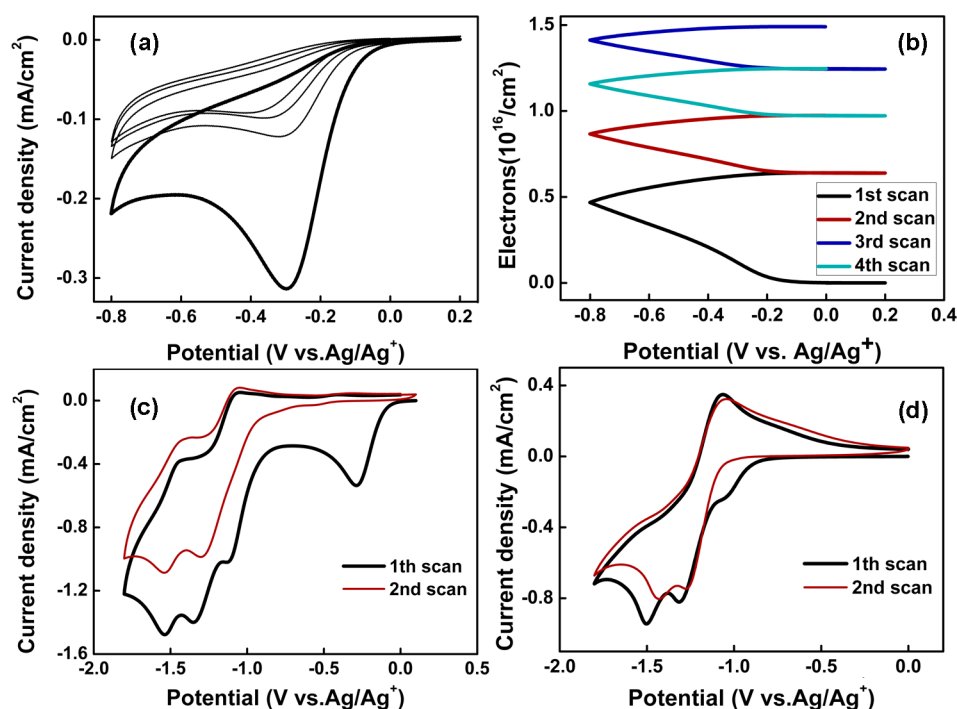 (a)
0.0
-0.1
-0.2
-0.3
Current density (mA/cm²)
-0.8 -0.6 -0.4 -0.2 0.0 0.2
Potential (V vs.Ag/Ag⁺)
(b)
1.5
1.0
0.5
0.0
Electrons(10¹⁶/cm²)
1st scan
2nd scan
3rd scan
4th scan
-0.8 -0.6 -0.4 -0.2 0.0 0.2 0.4
Potential (V vs. Ag/Ag⁺)
(c)
0.0
-0.4
-0.8
-1.2
-1.6
Current density (mA/cm²)
1th scan
2nd scan
-2.0 -1.5 -1.0 -0.5 0.0 0.5
Potential (V vs.Ag/Ag⁺)
(d)
0.4
0.0
-0.4
-0.8
Current density (mA/cm²)
1th scan
2nd scan
-2.0 -1.5 -1.0 -0.5 0.0
Potential (V vs.Ag/Ag⁺)